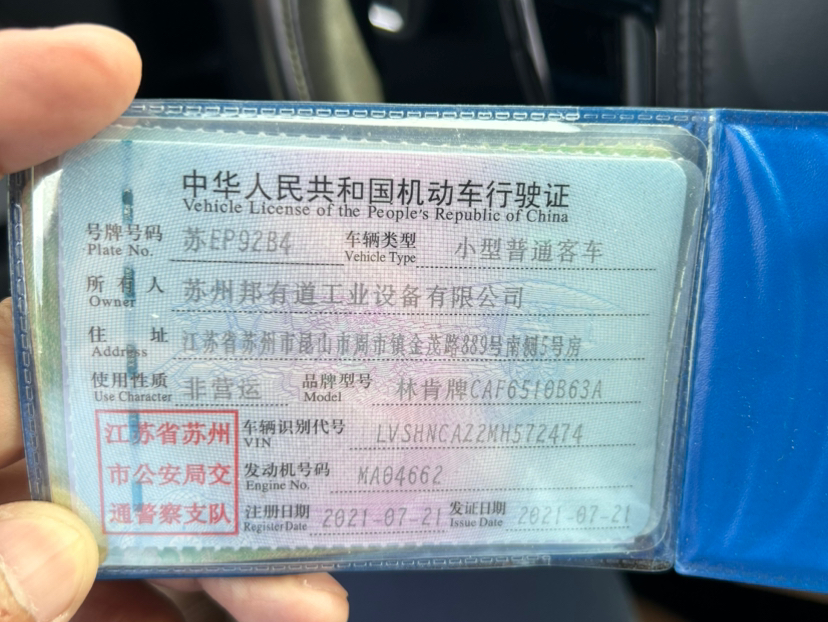 中华人民共和国机动车行驶证
Vehicle License of the People's Republic of China
号牌号码 苏EP92B4 车辆类型 小型普通客车
Plate No. Vehicle Type
所有人 苏州邦有道工业设备有限公司
Owner
住址 江苏省苏州市昆山市周市镇金茂路889号南侧5号房
Address
使用性质 非营运 品牌型号 林肯牌CAF6510B63A
Use Character Model
江苏省苏州 车辆识别代号 LVSHNCA22MH572474
VIN
市公安局交 发动机号码 MA04662
Engine No.
通警察支队 注册日期 2021-07-21 发证日期 2021-07-21
Register Date Issue Date